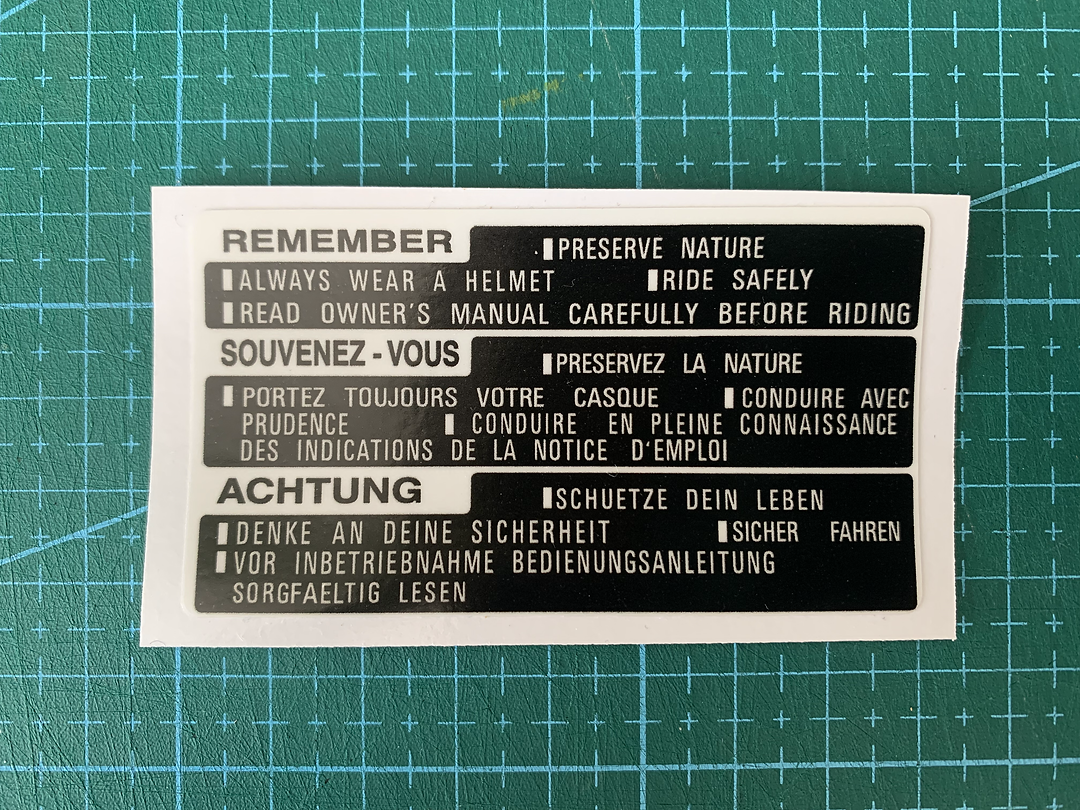 REMEMBER PRESERVE NATURE
ALWAYS WEAR A HELMET RIDE SAFELY
READ OWNER'S MANUAL CAREFULLY BEFORE RIDING
SOUVENEZ-VOUS PRESERVEZ LA NATURE
PORTEZ TOUJOURS VOTRE CASQUE CONDUIRE AVEC
PRUDENCE CONDUIRE EN PLEINE CONNAISSANCE
DES INDICATIONS DE LA NOTICE D'EMPLOI
ACHTUNG SCHUETZE DEIN LEBEN
DENKE AN DEINE SICHERHEIT SICHER FAHREN
VOR INBETRIEBNAHME BEDIENUNGSANLEITUNG
SORGFAELTIG LESEN